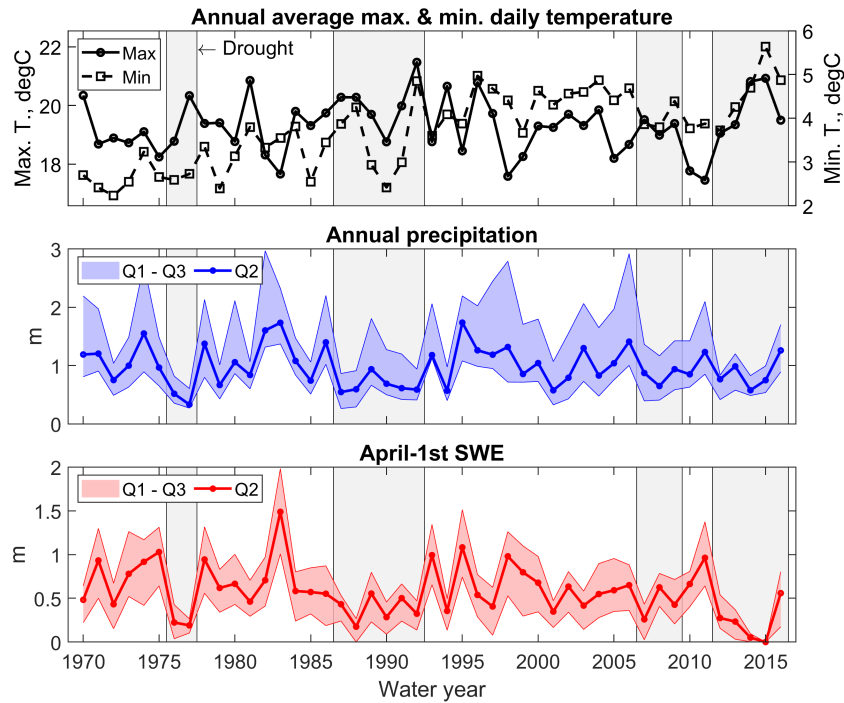 Annual average max. & min. daily temperature
Max
Min
← Drought
22
20
18
Max. T., degC
6
5
4
3
2
Min. T., degC
Annual precipitation
Q1 - Q3
Q2
3
2
1
0
m
April-1st SWE
Q1 - Q3
Q2
2
1.5
1
0.5
0
m
1970 1975 1980 1985 1990 1995 2000 2005 2010 2015
Water year